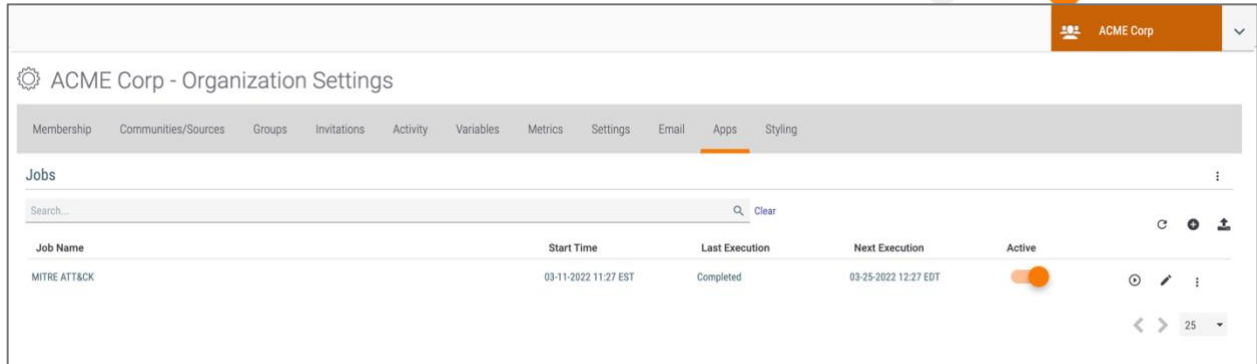 ACME Corp
ACME Corp - Organization Settings
Membership Communities/Sources Groups Invitations Activity Variables Metrics Settings Email Apps Styling
Jobs
Search... Clear
Job Name Start Time Last Execution Next Execution Active
MITRE ATT&CK 03-11-2022 11:27 EST Completed 03-25-2022 12:27 EDT
25